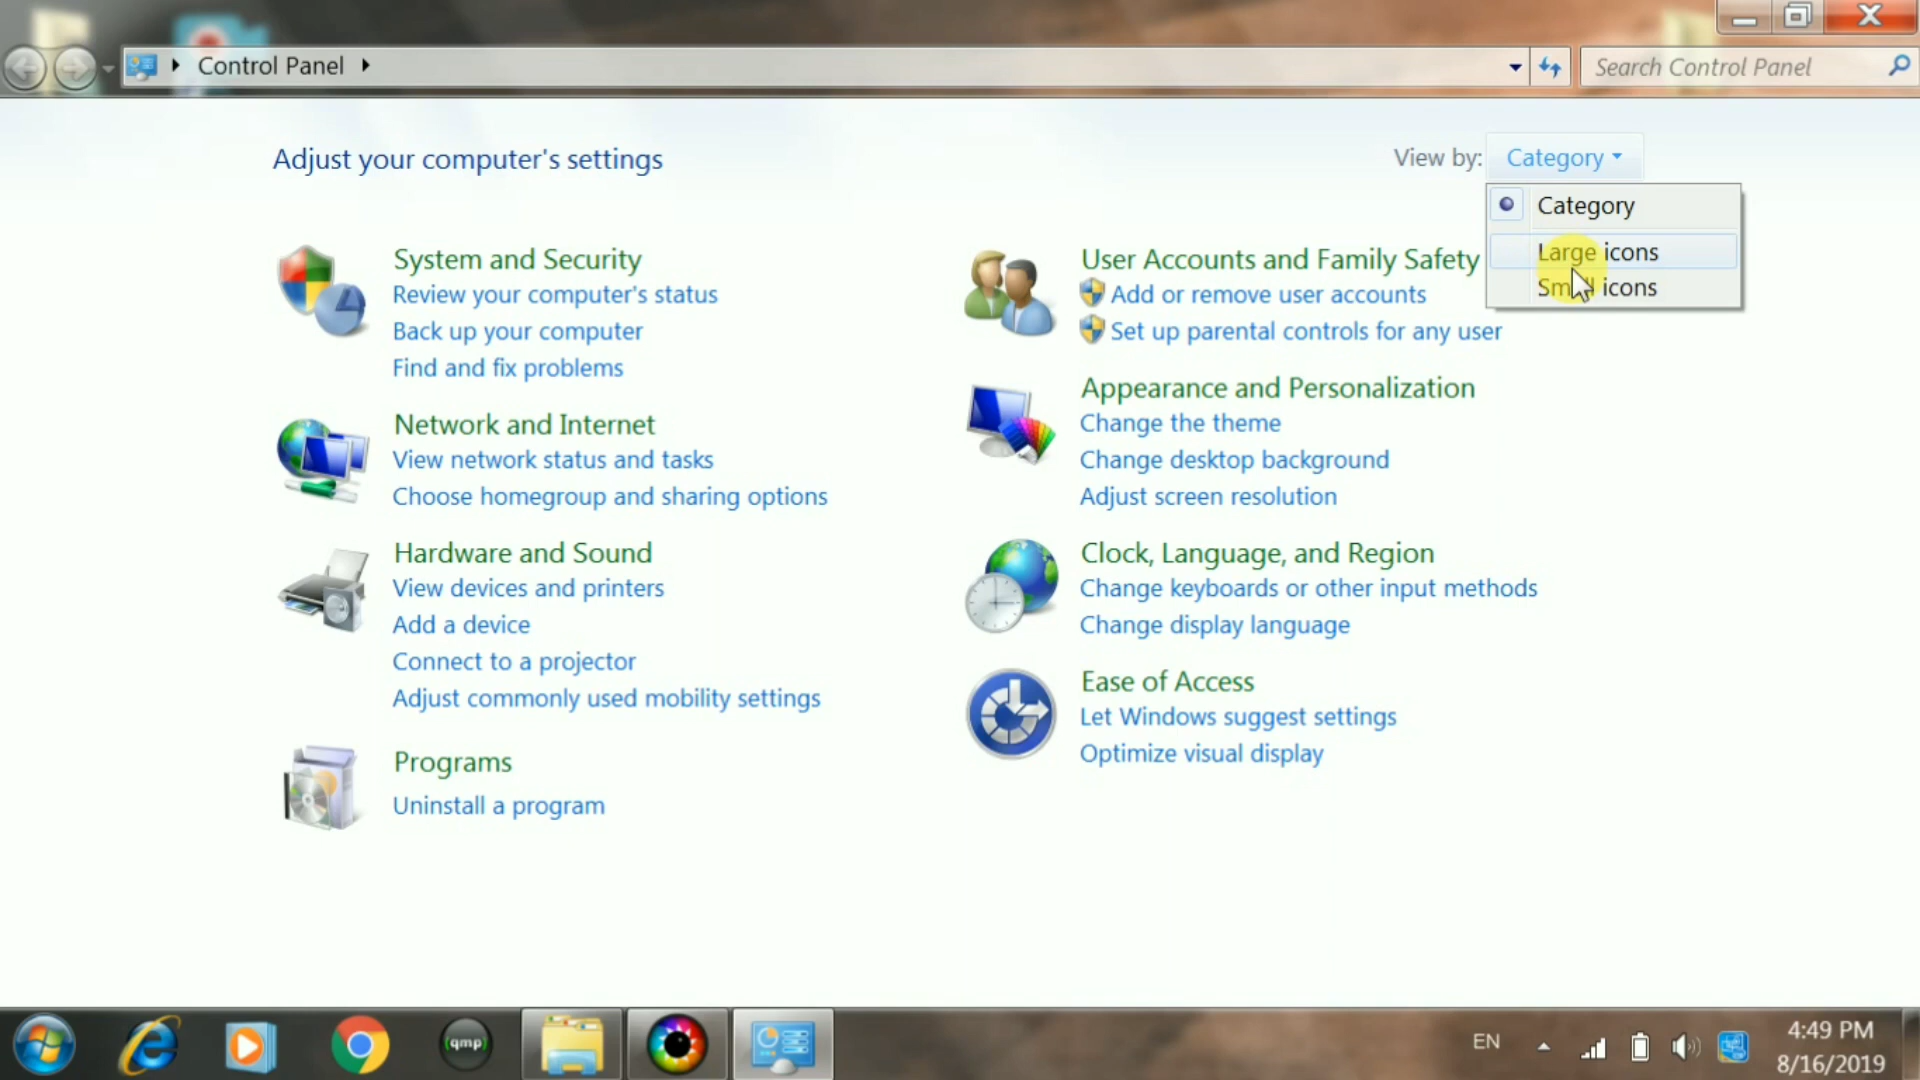 Control Panel
Search Control Panel
Adjust your computer's settings
View by:
Category
Category
Large icons
Small icons
System and Security
Review your computer's status
Back up your computer
Find and fix problems
Network and Internet
View network status and tasks
Choose homegroup and sharing options
Hardware and Sound
View devices and printers
Add a device
Connect to a projector
Adjust commonly used mobility settings
Programs
Uninstall a program
User Accounts and Family Safety
Add or remove user accounts
Set up parental controls for any user
Appearance and Personalization
Change the theme
Change desktop background
Adjust screen resolution
Clock, Language, and Region
Change keyboards or other input methods
Change display language
Ease of Access
Let Windows suggest settings
Optimize visual display
(qmp)
EN
4:49 PM
8/16/2019